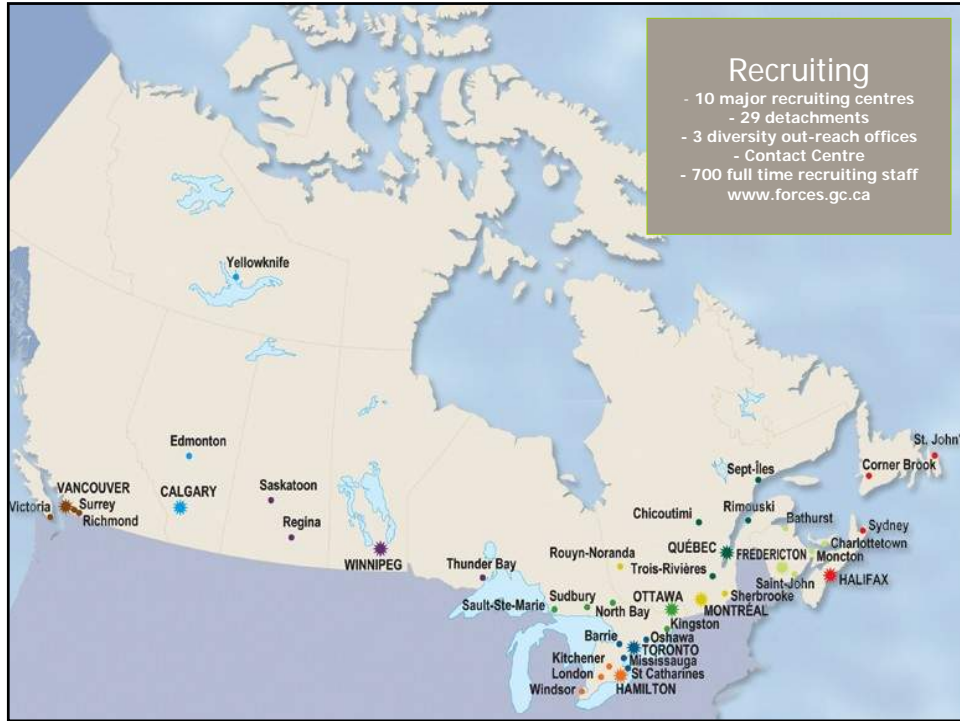 Recruiting
- 10 major recruiting centres
- 29 detachments
- 3 diversity out-reach offices
- Contact Centre
- 700 full time recruiting staff
www.forces.gc.ca
Yellowknife
Edmonton
St. John'
Corner Brook
Sept-Îles
Saskatoon
VANCOUVER
Surrey
Richmond
Victoria
CALGARY
Regina
Chicoutimi
Rimouski
Bathurst
Sydney
Charlottetown
Moncton
WINNIPEG
Thunder Bay
Rouyn-Noranda
QUÉBEC
FREDERICTON
HALIFAX
Trois-Rivières
Saint-John
Sault-Ste-Marie
Sudbury
North Bay
OTTAWA
MONTRÉAL
Sherbrooke
Kingston
Barrie
Oshawa
TORONTO
Kitchener
Mississauga
London
St Catharines
Windsor
HAMILTON